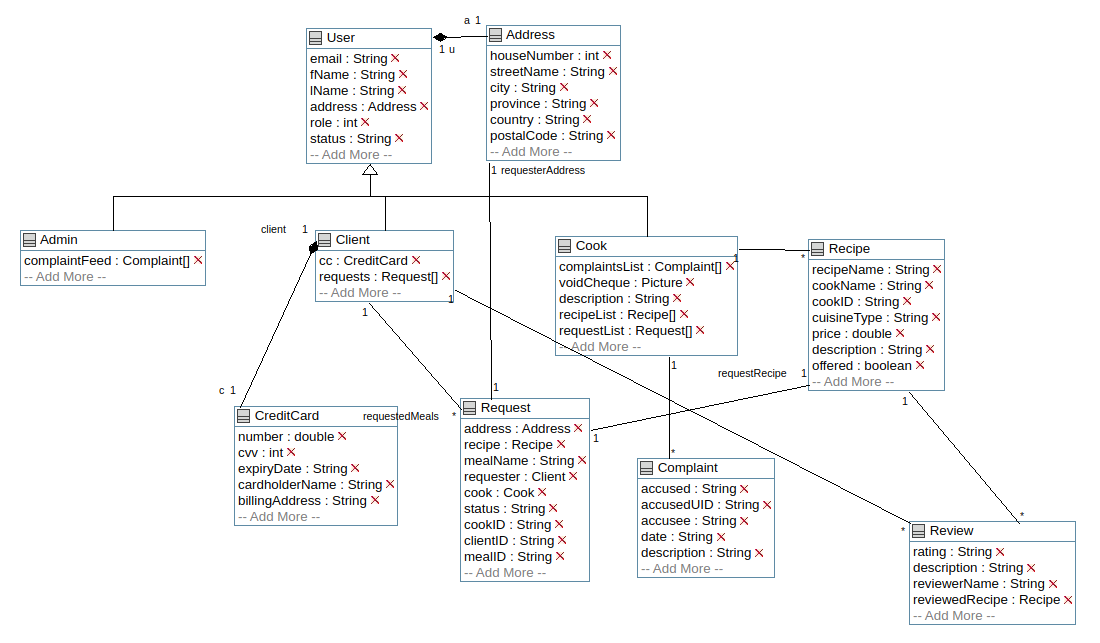 a 1
User
email : String
fName : String
lName : String
address : Address
role : int
status : String
-- Add More --
1 u
Address
houseNumber : int
streetName : String
city : String
province : String
country : String
postalCode : String
-- Add More --
1 requesterAddress
Admin
complaintFeed : Complaint[]
-- Add More --
client 1
Client
cc : CreditCard
requests : Request[]
-- Add More --
1
1
Cook
complaintsList : Complaint[]
voidCheque : Picture
description : String
recipeList : Recipe[]
requestList : Request[]
-- Add More --
1
*
Recipe
recipeName : String
cookName : String
cookID : String
cuisineType : String
price : double
description : String
offered : boolean
-- Add More --
1
requestRecipe 1
1
c 1
CreditCard
number : double
cvv : int
expiryDate : String
cardholderName : String
billingAddress : String
-- Add More --
requestedMeals *
1
Request
address : Address
recipe : Recipe
mealName : String
requester : Client
cook : Cook
status : String
cookID : String
clientID : String
mealID : String
-- Add More --
1
*
Complaint
accused : String
accusedUID : String
accusee : String
date : String
description : String
-- Add More --
*
*
Review
rating : String
description : String
reviewerName : String
reviewedRecipe : Recipe
-- Add More --